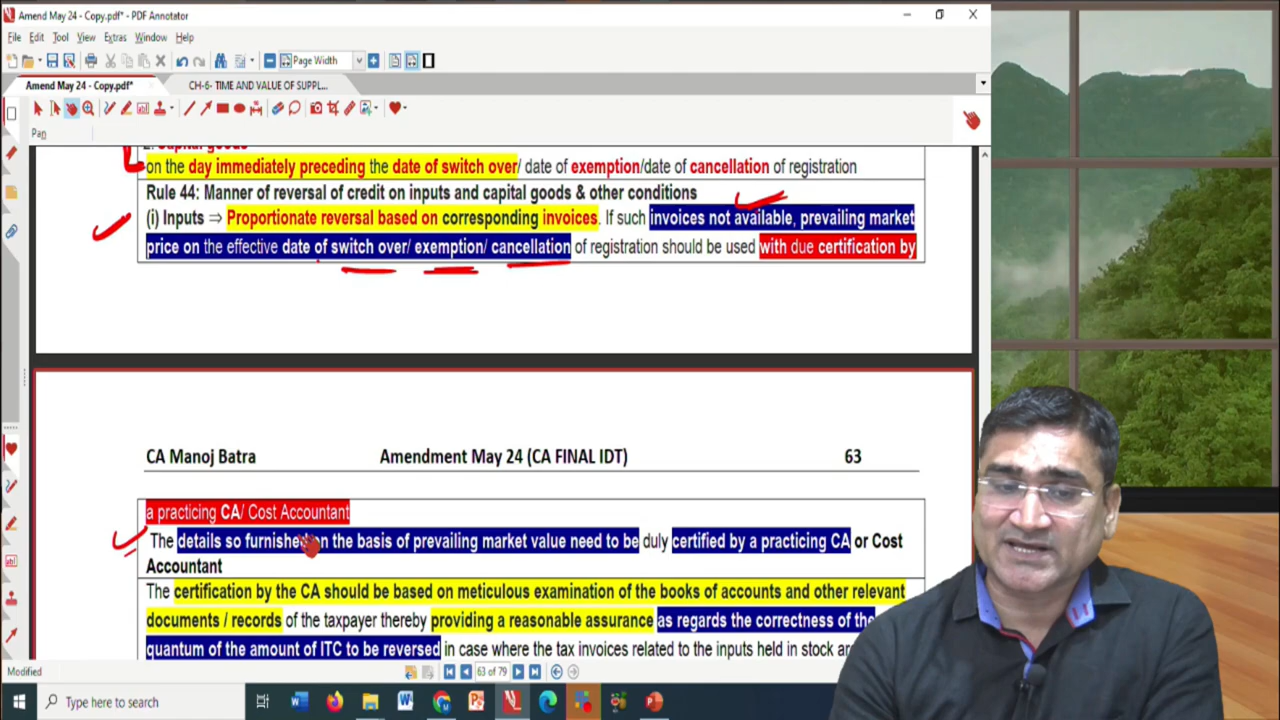 Amend May 24 - Copy.pdf* - PDF Annotator
File Edit Tool View Extras Window Help
Page Width
Amend May 24 - Copy.pdf* CH-6- TIME AND VALUE OF SUPPL...
Pan
2. Capital goods
on the day immediately preceding the date of switch over/ date of exemption/date of cancellation of registration
Rule 44: Manner of reversal of credit on inputs and capital goods & other conditions
(i) Inputs ⇒ Proportionate reversal based on corresponding invoices. If such invoices not available, prevailing market
price on the effective date of switch over/ exemption/ cancellation of registration should be used with due certification by
CA Manoj Batra Amendment May 24 (CA FINAL IDT) 63
a practicing CA/ Cost Accountant
The details so furnished on the basis of prevailing market value need to be duly certified by a practicing CA or Cost
Accountant
The certification by the CA should be based on meticulous examination of the books of accounts and other relevant
documents / records of the taxpayer thereby providing a reasonable assurance as regards the correctness of the
quantum of the amount of ITC to be reversed in case where the tax invoices related to the inputs held in stock
Modified 63 of 79
Type here to search